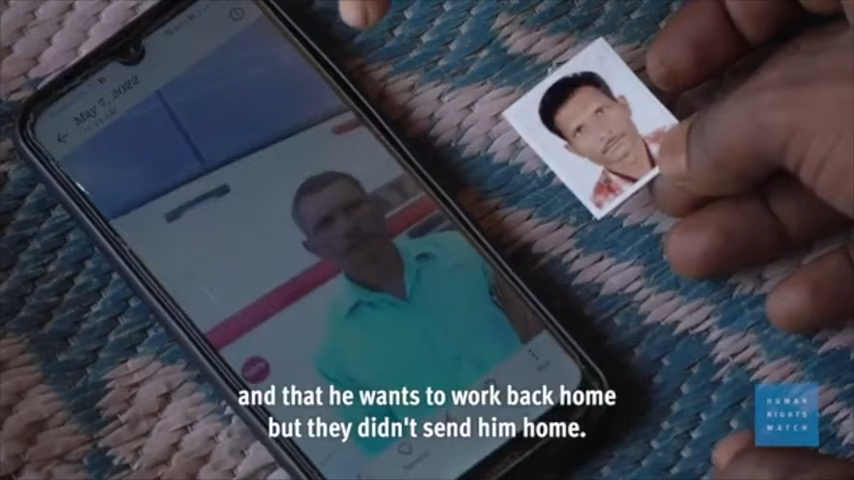 May 7, 2022
and that he wants to work back home
but they didn't send him home.
HUMAN
RIGHTS
WATCH